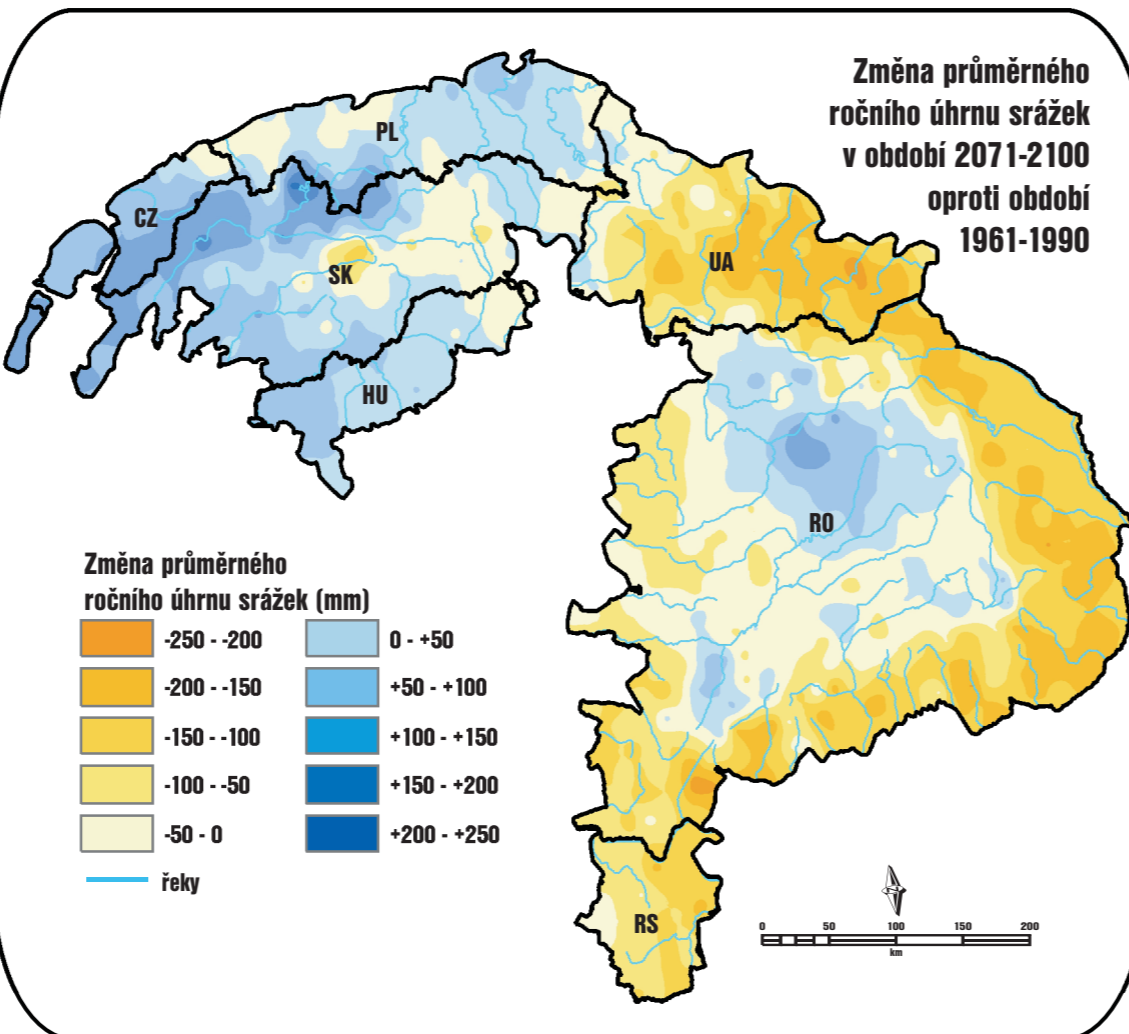 Změna průměrného
ročního úhrnu srážek
v období 2071-2100
oproti období
1961-1990
PL
CZ
SK
UA
HU
RO
RS
Změna průměrného
ročního úhrnu srážek (mm)
-250 - -200
-200 - -150
-150 - -100
-100 - -50
-50 - 0
0 - +50
+50 - +100
+100 - +150
+150 - +200
+200 - +250
řeky
0 50 100 150 200
km